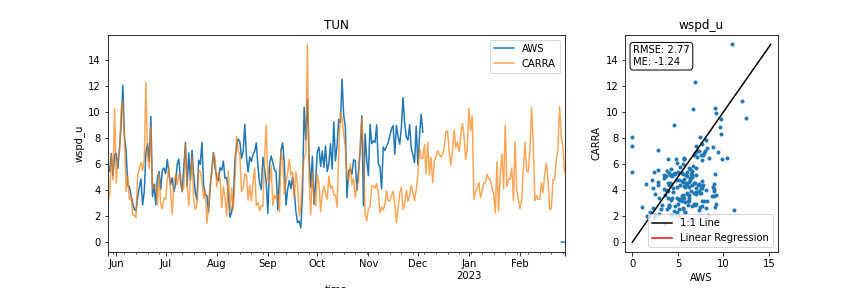 TUN
wspd_u
14
12
10
8
6
4
2
0
AWS
CARRA
Jun Jul Aug Sep Oct Nov Dec Jan Feb
2023
wspd_u
CARRA
14
12
10
8
6
4
2
0
RMSE: 2.77
ME: -1.24
1:1 Line
Linear Regression
0 5 10 15
AWS